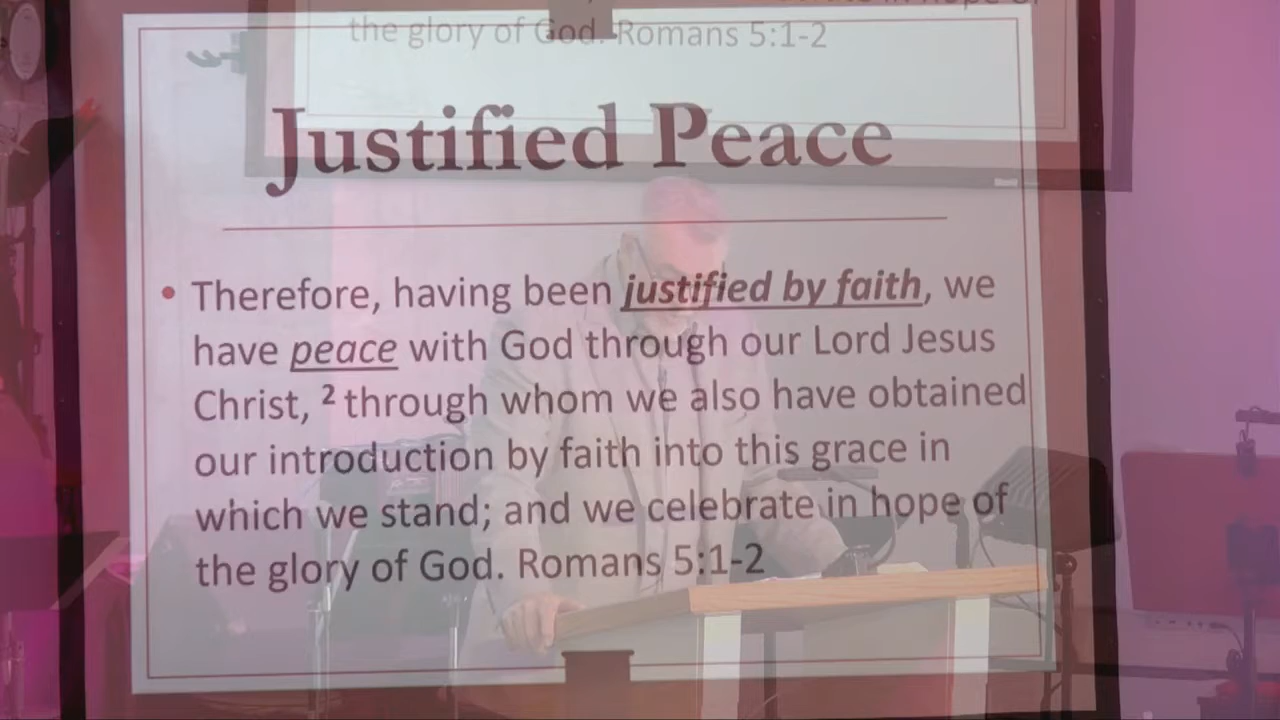 the glory of God. Romans 5:1-2
Justified Peace
• Therefore, having been justified by faith, we
have peace with God through our Lord Jesus
Christ, ² through whom we also have obtained
our introduction by faith into this grace in
which we stand; and we celebrate in hope of
the glory of God. Romans 5:1-2